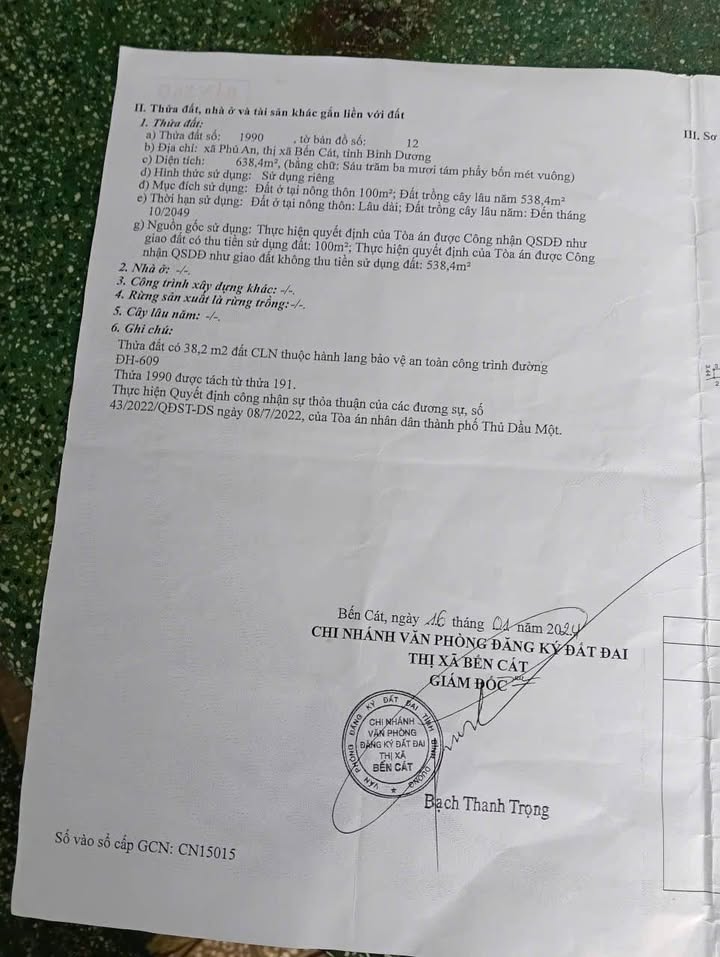 II. Thửa đất, nhà ở và tài sản khác gắn liền với đất
1. Thửa đất:
a) Thửa đất số: 1990 , tờ bản đồ số: 12
b) Địa chỉ: xã Phú An, thị xã Bến Cát, tỉnh Bình Dương
c) Diện tích: 638,4m², (bằng chữ: Sáu trăm ba mươi tám phẩy bốn mét vuông)
d) Hình thức sử dụng: Sử dụng riêng
đ) Mục đích sử dụng: Đất ở tại nông thôn 100m²; Đất trồng cây lâu năm 538,4m²
e) Thời hạn sử dụng: Đất ở tại nông thôn: Lâu dài; Đất trồng cây lâu năm: Đến tháng
10/2049
g) Nguồn gốc sử dụng: Thực hiện quyết định của Tòa án được Công nhận QSDĐ như
giao đất có thu tiền sử dụng đất: 100m²; Thực hiện quyết định của Tòa án được Công
nhận QSDĐ như giao đất không thu tiền sử dụng đất: 538,4m²
2. Nhà ở: -/-.
3. Công trình xây dựng khác: -/-.
4. Rừng sản xuất là rừng trồng: -/-.
5. Cây lâu năm: -/-.
6. Ghi chú:
Thửa đất có 38,2 m2 đất CLN thuộc hành lang bảo vệ an toàn công trình đường
ĐH-609
Thửa 1990 được tách từ thửa 191.
Thực hiện Quyết định công nhận sự thỏa thuận của các đương sự, số
43/2022/QĐST-DS ngày 08/7/2022, của Tòa án nhân dân thành phố Thủ Dầu Một.
Bến Cát, ngày 16 tháng 01 năm 2024
CHI NHÁNH VĂN PHÒNG ĐĂNG KÝ ĐẤT ĐAI
THỊ XÃ BẾN CÁT
GIÁM ĐỐC
VĂN PHÒNG ĐĂNG KÝ ĐẤT ĐAI TỈNH BÌNH DƯƠNG
CHI NHÁNH
VĂN PHÒNG
ĐĂNG KÝ ĐẤT ĐAI
THỊ XÃ
BẾN CÁT
Bạch Thanh Trọng
Số vào sổ cấp GCN: CN15015
III. Sơ